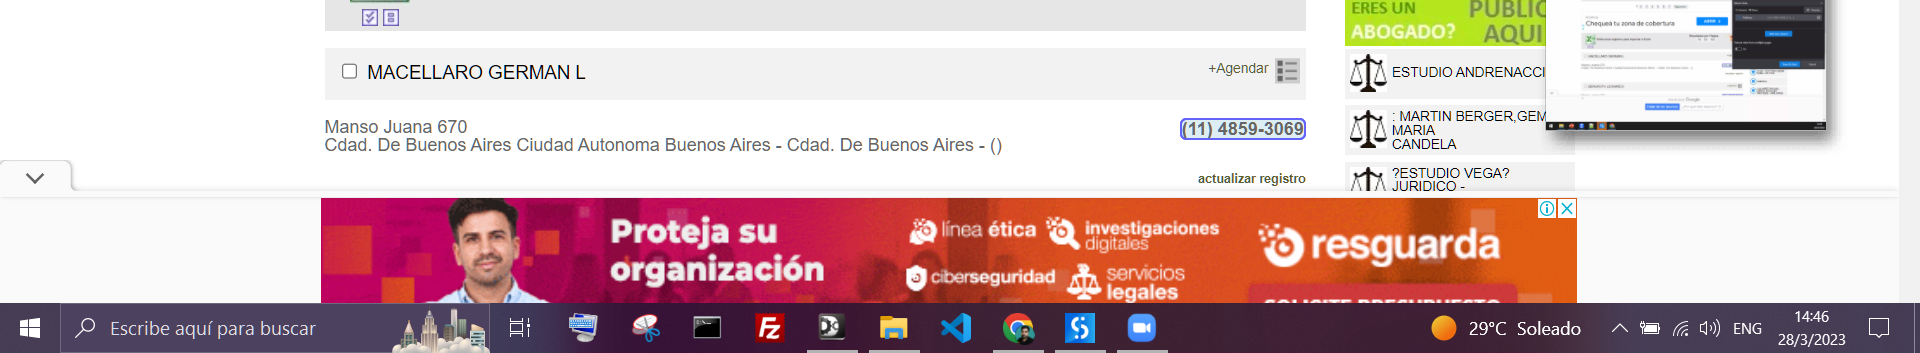 MACELLARO GERMAN L
+Agendar
Manso Juana 670
(11) 4859-3069
Cdad. De Buenos Aires Ciudad Autonoma Buenos Aires - Cdad. De Buenos Aires - ()
actualizar registro
ERES UN
ABOGADO?
PUBLIC
AQUI
ESTUDIO ANDRENACCI
: MARTIN BERGER,GEM
MARIA
CANDELA
?ESTUDIO VEGA?
JURIDICO -
Chequeá tu zona de cobertura
Proteja su
organización
línea ética
investigaciones
digitales
ciberseguridad
servicios
legales
resguarda
SOLICITE PRESUPUESTO
Escribe aquí para buscar
29°C Soleado
ENG
14:46
28/3/2023